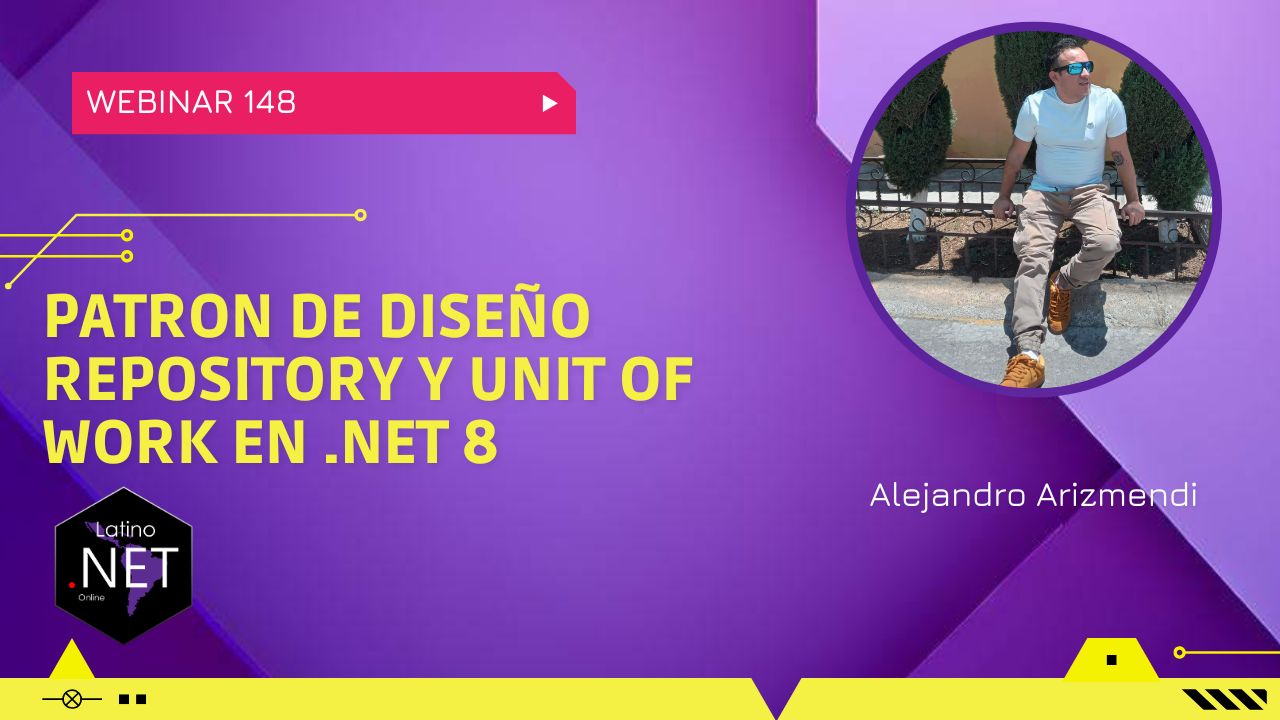 WEBINAR 148
PATRON DE DISEÑO
REPOSITORY Y UNIT OF
WORK EN .NET 8
Alejandro Arizmendi
Latino
.NET
Online